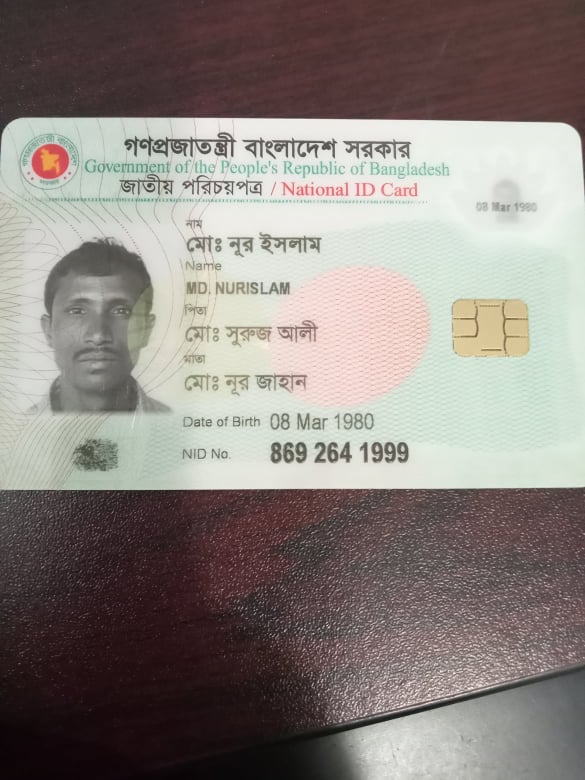 গণপ্রজাতন্ত্রী বাংলাদেশ সরকার
Government of the People's Republic of Bangladesh
জাতীয় পরিচয়পত্র / National ID Card
08 Mar 1980
নাম
মোঃ নূর ইসলাম
Name
MD. NURISLAM
পিতা
মোঃ সুরুজ আলী
মাতা
মোঃ নূর জাহান
Date of Birth 08 Mar 1980
NID No. 869 264 1999